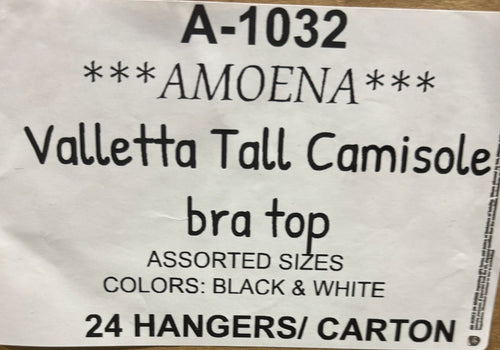 A-1032
***AMOENA***
Valletta Tall Camisole
bra top
ASSORTED SIZES
COLORS: BLACK & WHITE
24 HANGERS/ CARTON